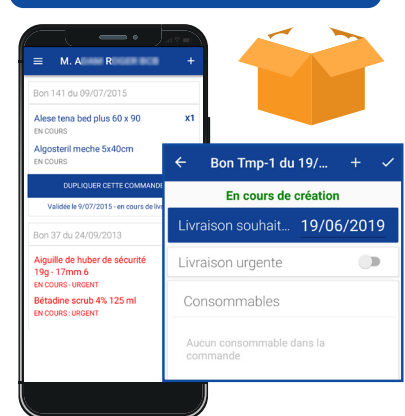 M. A R
+
Bon 141 du 09/07/2015
Alese tena bed plus 60 x 90 x1
EN COURS
Algosteril meche 5x40cm
EN COURS
DUPLIQUER CETTE COMMANDE
Validée le 9/07/2015 - en cours de
Bon 37 du 24/09/2013
Aiguille de huber de sécurité
19g - 17mm 6
EN COURS - URGENT
Bétadine scrub 4% 125 ml
EN COURS : URGENT
Bon Tmp-1 du 19/... +
En cours de création
Livraison souhait... 19/06/2019
Livraison urgente
Consommables
Aucun consommable dans la
commande